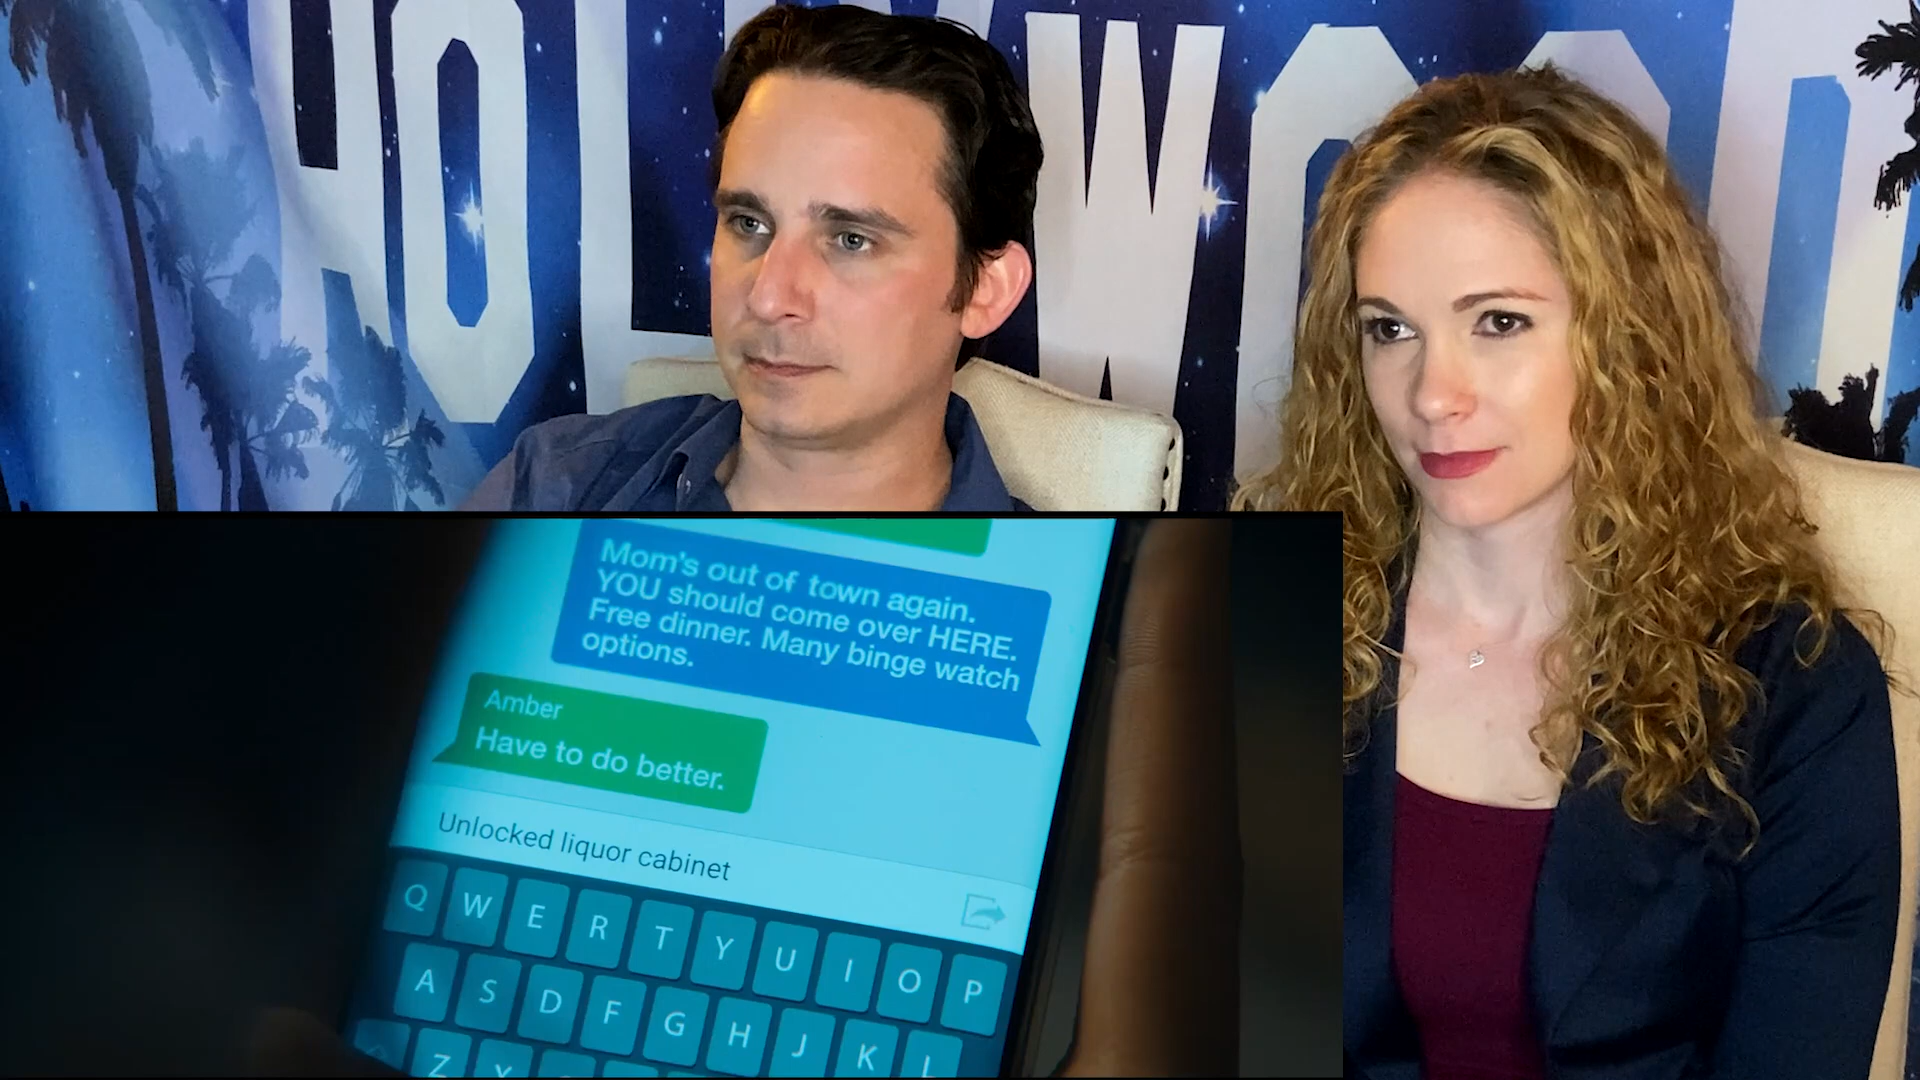 HOLLYWOOD
Mom's out of town again.
YOU should come over HERE.
Free dinner. Many binge watch
options.
Amber
Have to do better.
Unlocked liquor cabinet
Q W E R T Y U I O P
A S D F G H J K L
Z